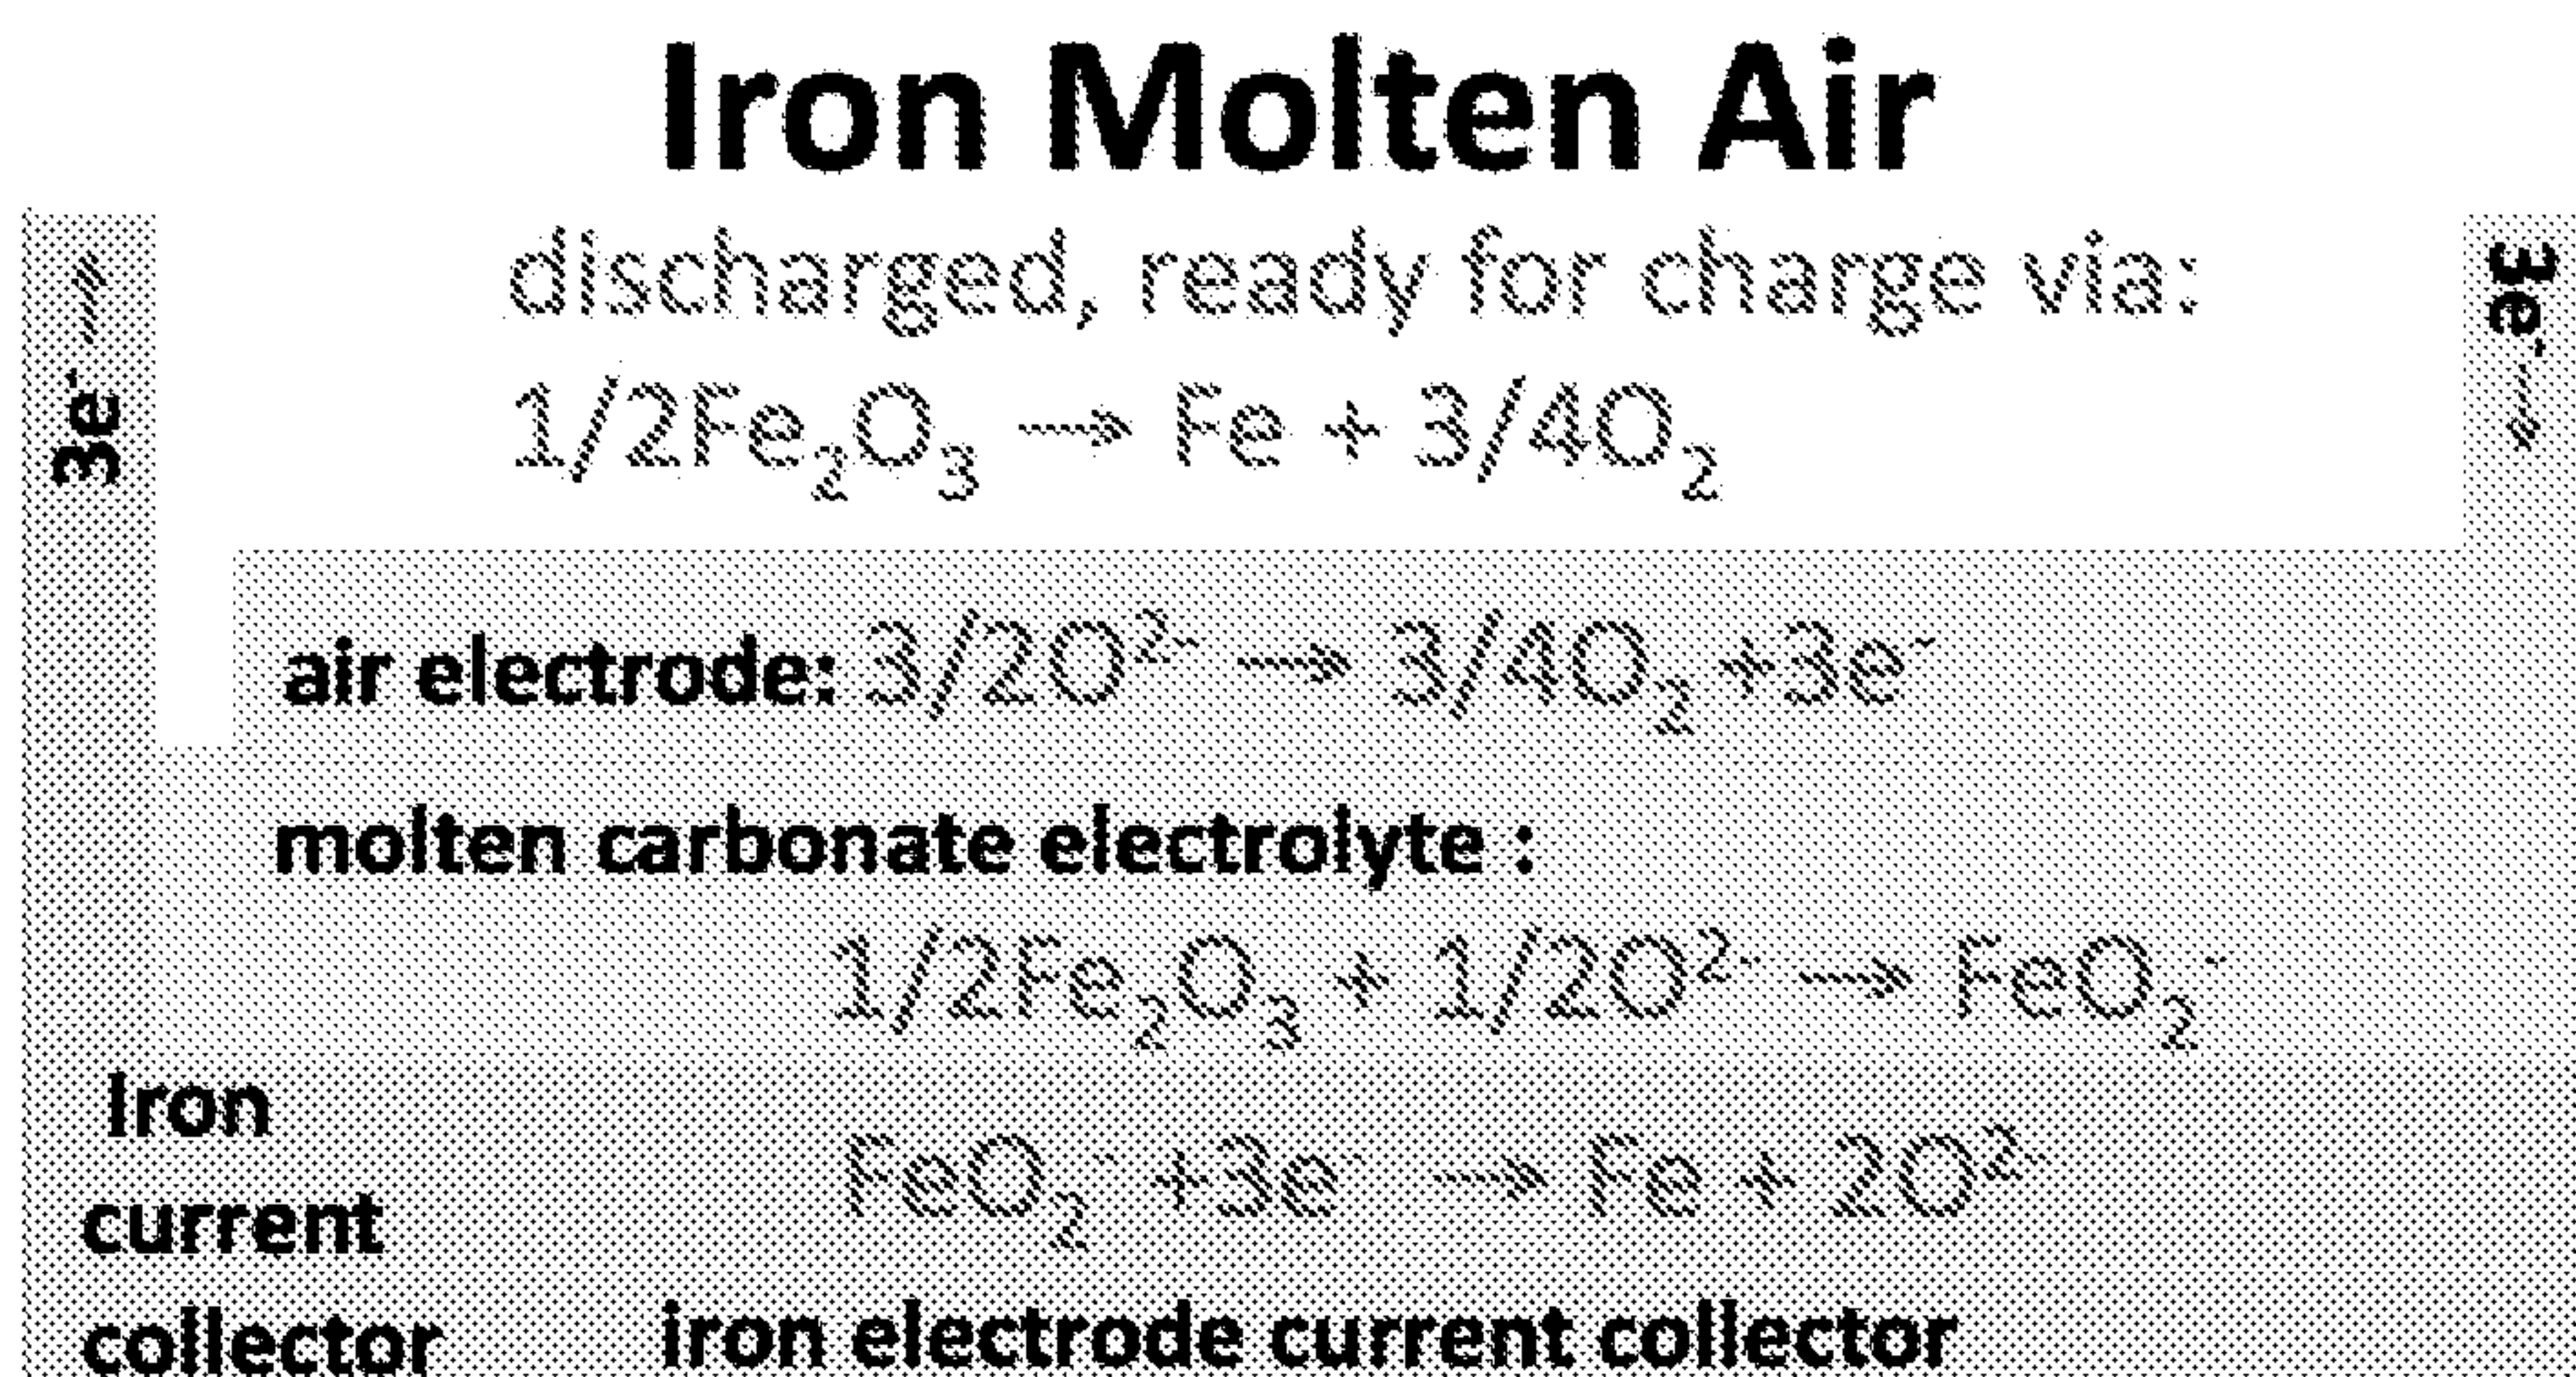 Iron Molten Air
discharged, ready for charge via:
1/2Fe₂O₃ → Fe + 3/4O₂
3e⁻ →
3e⁻ →
air electrode: 3/2O²⁻ → 3/4O₂ +3e⁻
molten carbonate electrolyte :
1/2Fe₂O₃ + 1/2O²⁻ → FeO₂⁻
FeO₂⁻ +3e⁻ → Fe + 2O²⁻
Iron
current
collector
iron electrode current collector